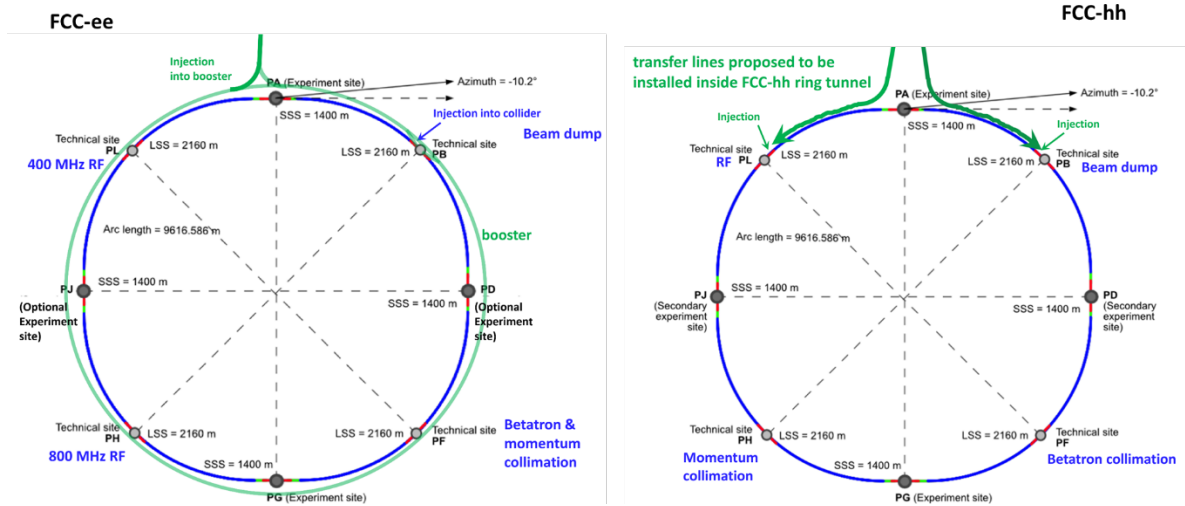 FCC-ee
Injection
into booster
PA (Experiment site)
Azimuth = -10.2°
SSS = 1400 m
Injection into collider
Beam dump
Technical site
PL
LSS = 2160 m
LSS = 2160 m
Technical site
PB
400 MHz RF
Arc length = 9616.586 m
booster
PJ
SSS = 1400 m
(Optional
Experiment
site)
SSS = 1400 m
PD
(Optional
Experiment
site)
Technical site
PH
LSS = 2160 m
800 MHz RF
LSS = 2160 m
Technical site
PF
Betatron &
momentum
collimation
SSS = 1400 m
PG (Experiment site)
FCC-hh
transfer lines proposed to be
installed inside FCC-hh ring tunnel
PA (Experiment site)
Azimuth = -10.2°
SSS = 1400 m
Injection
Injection
Technical site
PL
RF
LSS = 2160 m
LSS = 2160 m
Technical site
PB
Beam dump
Arc length = 9616.586 m
PJ
(Secondary
experiment
site)
SSS = 1400 m
SSS = 1400 m
PD
(Secondary
experiment
site)
Technical site
PH
LSS = 2160 m
Momentum
collimation
LSS = 2160 m
Technical site
PF
Betatron collimation
SSS = 1400 m
PG (Experiment site)